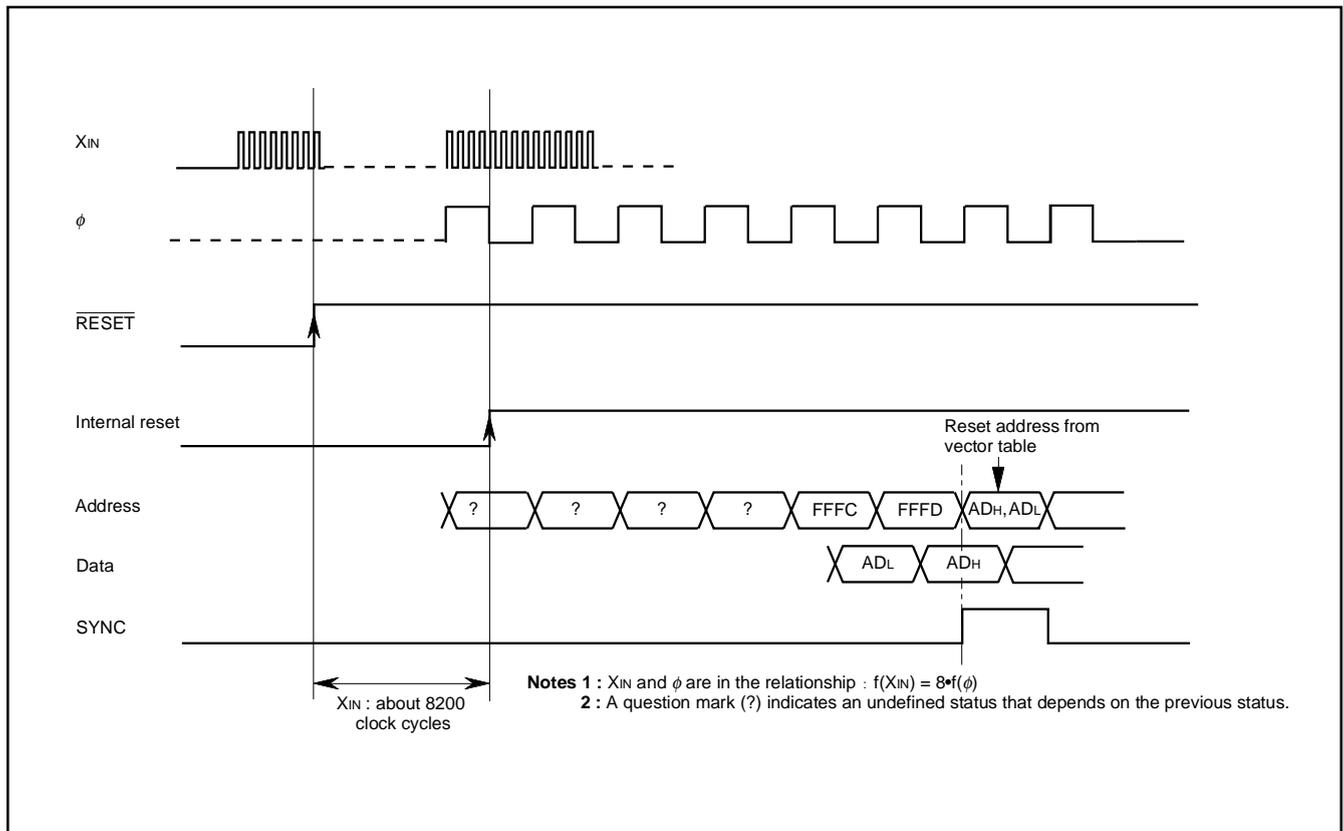 XIN
ϕ
RESET
Internal reset
Reset address from
vector table
Address
? ? ? ? FFFC FFFD ADH, ADL
Data
ADL ADH
SYNC
XIN : about 8200
clock cycles
Notes 1 : XIN and ϕ are in the relationship : f(XIN) = 8•f(ϕ)
2 : A question mark (?) indicates an undefined status that depends on the previous status.